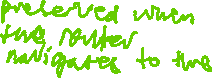 preserved when
the router
navigates to the